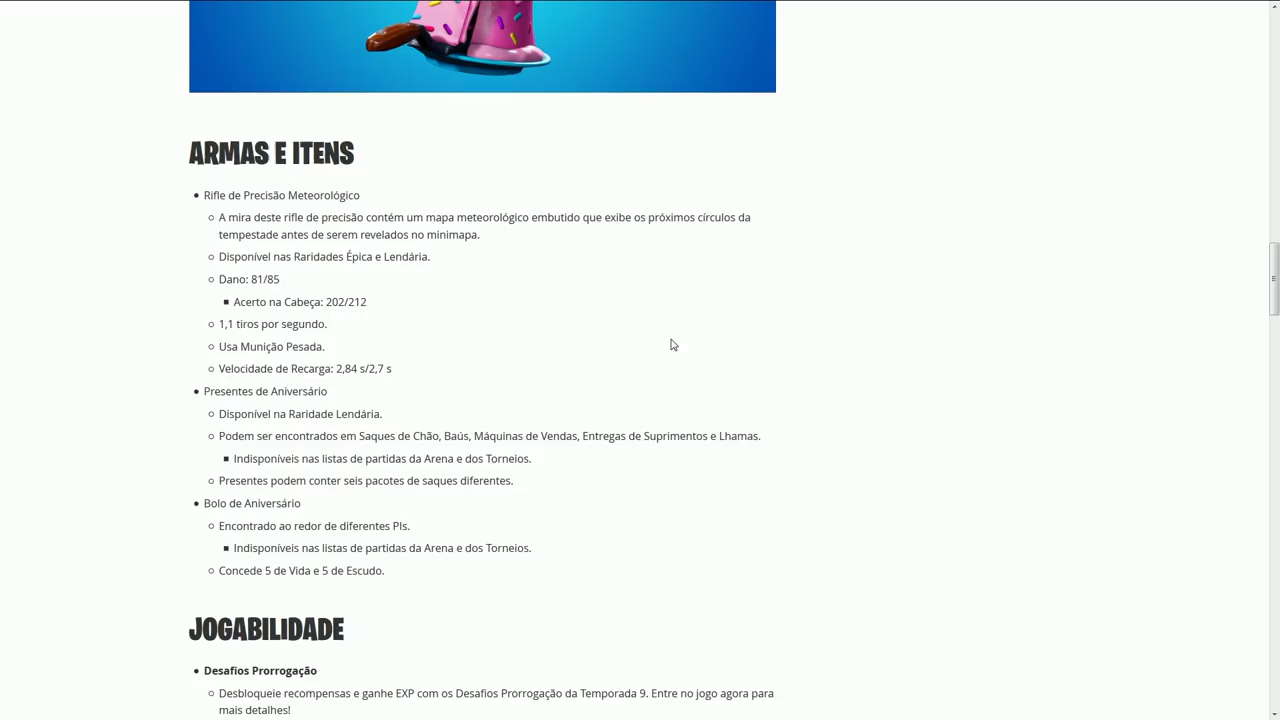 ARMAS E ITENS
Rifle de Precisão Meteorológico
A mira deste rifle de precisão contém um mapa meteorológico embutido que exibe os próximos círculos da
tempestade antes de serem revelados no minimapa.
Disponível nas Raridades Épica e Lendária.
Dano: 81/85
Acerto na Cabeça: 202/212
1,1 tiros por segundo.
Usa Munição Pesada.
Velocidade de Recarga: 2,84 s/2,7 s
Presentes de Aniversário
Disponível na Raridade Lendária.
Podem ser encontrados em Saques de Chão, Baús, Máquinas de Vendas, Entregas de Suprimentos e Lhamas.
Indisponíveis nas listas de partidas da Arena e dos Torneios.
Presentes podem conter seis pacotes de saques diferentes.
Bolo de Aniversário
Encontrado ao redor de diferentes PIs.
Indisponíveis nas listas de partidas da Arena e dos Torneios.
Concede 5 de Vida e 5 de Escudo.
JOGABILIDADE
Desafios Prorrogação
Desbloqueie recompensas e ganhe EXP com os Desafios Prorrogação da Temporada 9. Entre no jogo agora para
mais detalhes!